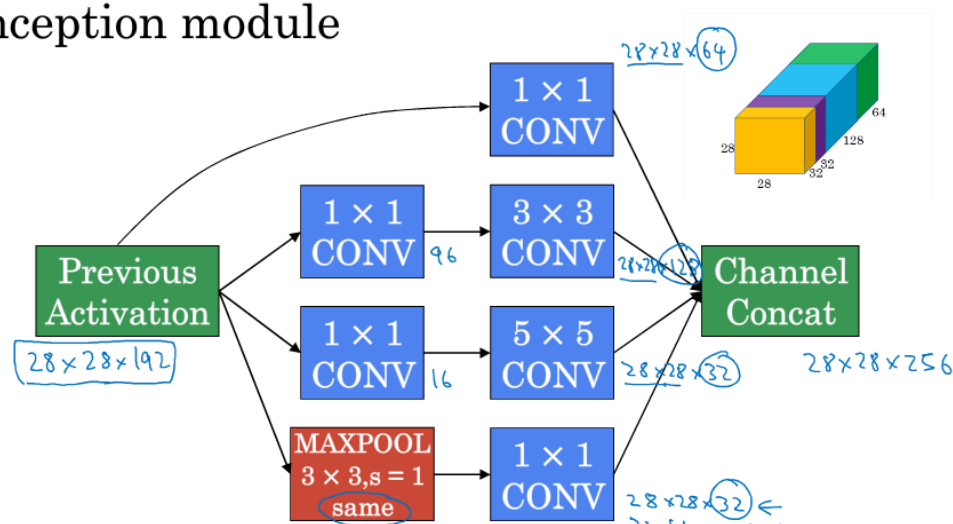 nception module
28×28×64
1 × 1
CONV
28
28
32
32
128
64
1 × 1
CONV
96
3 × 3
CONV
28×28×128
Previous
Activation
28×28×192
Channel
Concat
28×28×256
1 × 1
CONV
16
5 × 5
CONV
28×28×32
MAXPOOL
3 × 3,s = 1
same
1 × 1
CONV
28×28×32 ←